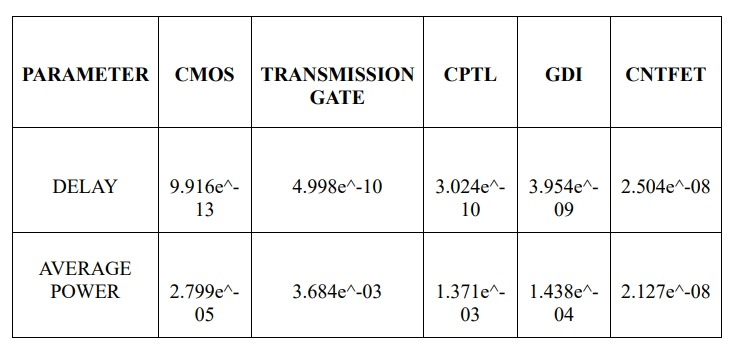 PARAMETER CMOS TRANSMISSION GATE CPTL GDI CNTFET
DELAY 9.916e^-13 4.998e^-10 3.024e^-10 3.954e^-09 2.504e^-08
AVERAGE POWER 2.799e^-05 3.684e^-03 1.371e^-03 1.438e^-04 2.127e^-08